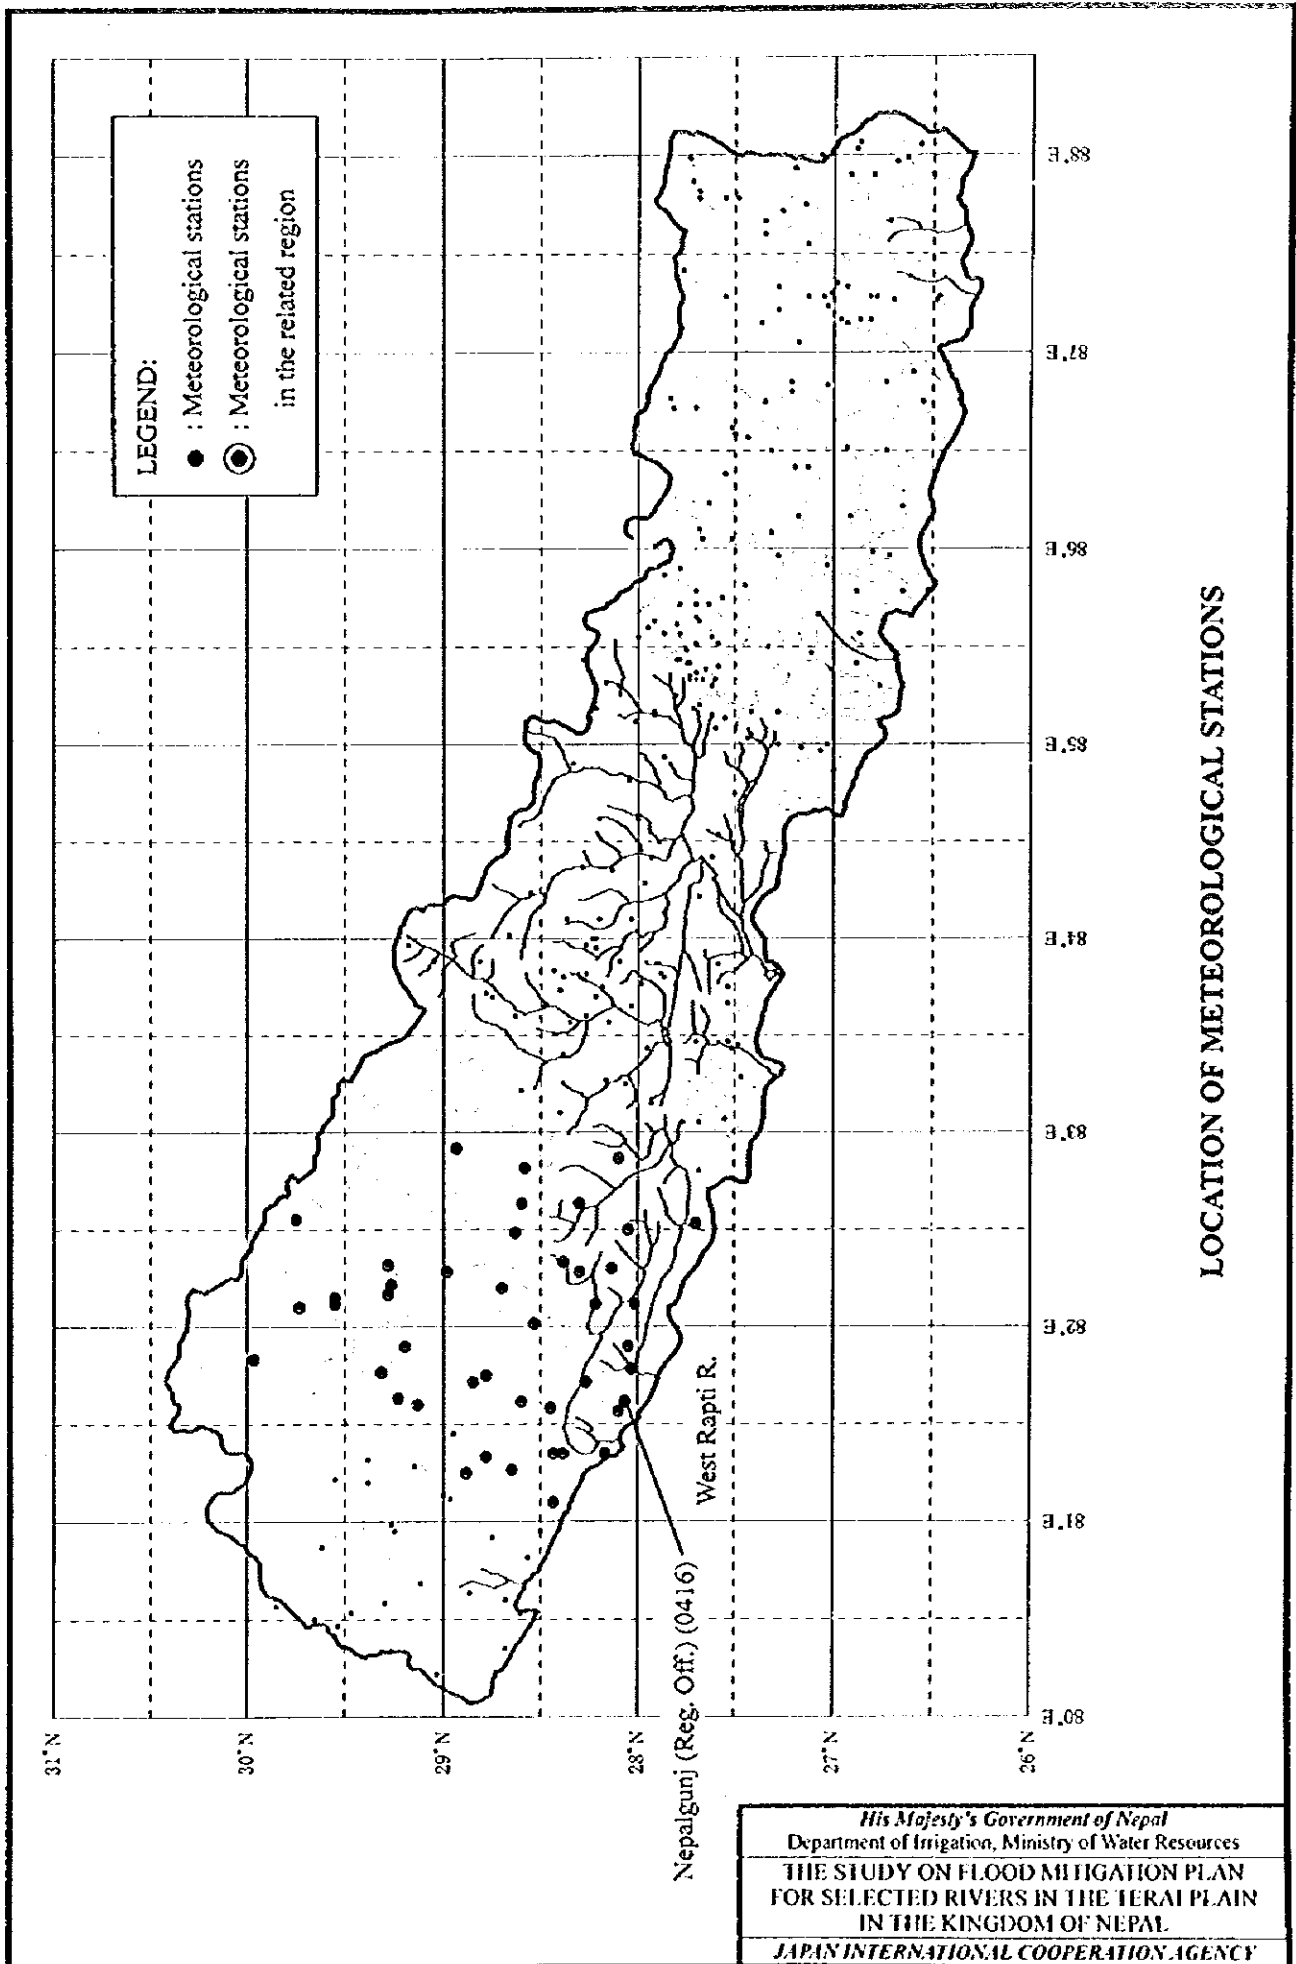 LEGEND:
: Meteorological stations
: Meteorological stations
in the related region
31°N
30°N
29°N
28°N
27°N
26°N
80°E
81°E
82°E
83°E
84°E
85°E
86°E
87°E
88°E
West Rapti R.
Nepalgunj (Reg. Off.) (0416)
LOCATION OF METEOROLOGICAL STATIONS
His Majesty's Government of Nepal
Department of Irrigation, Ministry of Water Resources
THE STUDY ON FLOOD MITIGATION PLAN
FOR SELECTED RIVERS IN THE TERAI PLAIN
IN THE KINGDOM OF NEPAL
JAPAN INTERNATIONAL COOPERATION AGENCY